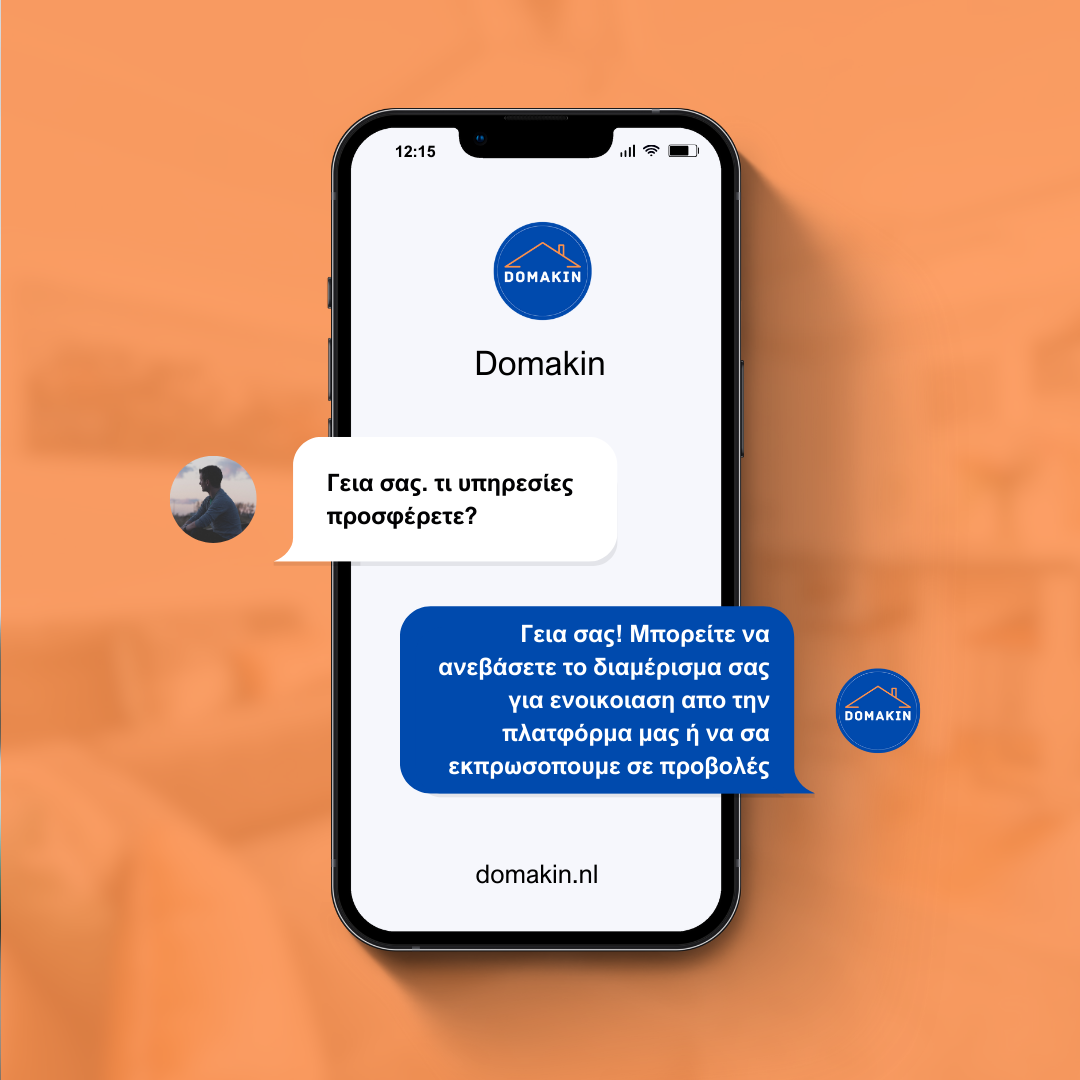 12:15
DOMAKIN
Domakin
Γεια σας. τι υπηρεσίες
προσφέρετε?
Γεια σας! Μπορείτε να
ανεβάσετε το διαμέρισμα σας
για ενοικοιαση απο την
πλατφόρμα μας ή να σα
εκπρωσοπουμε σε προβολές
DOMAKIN
domakin.nl